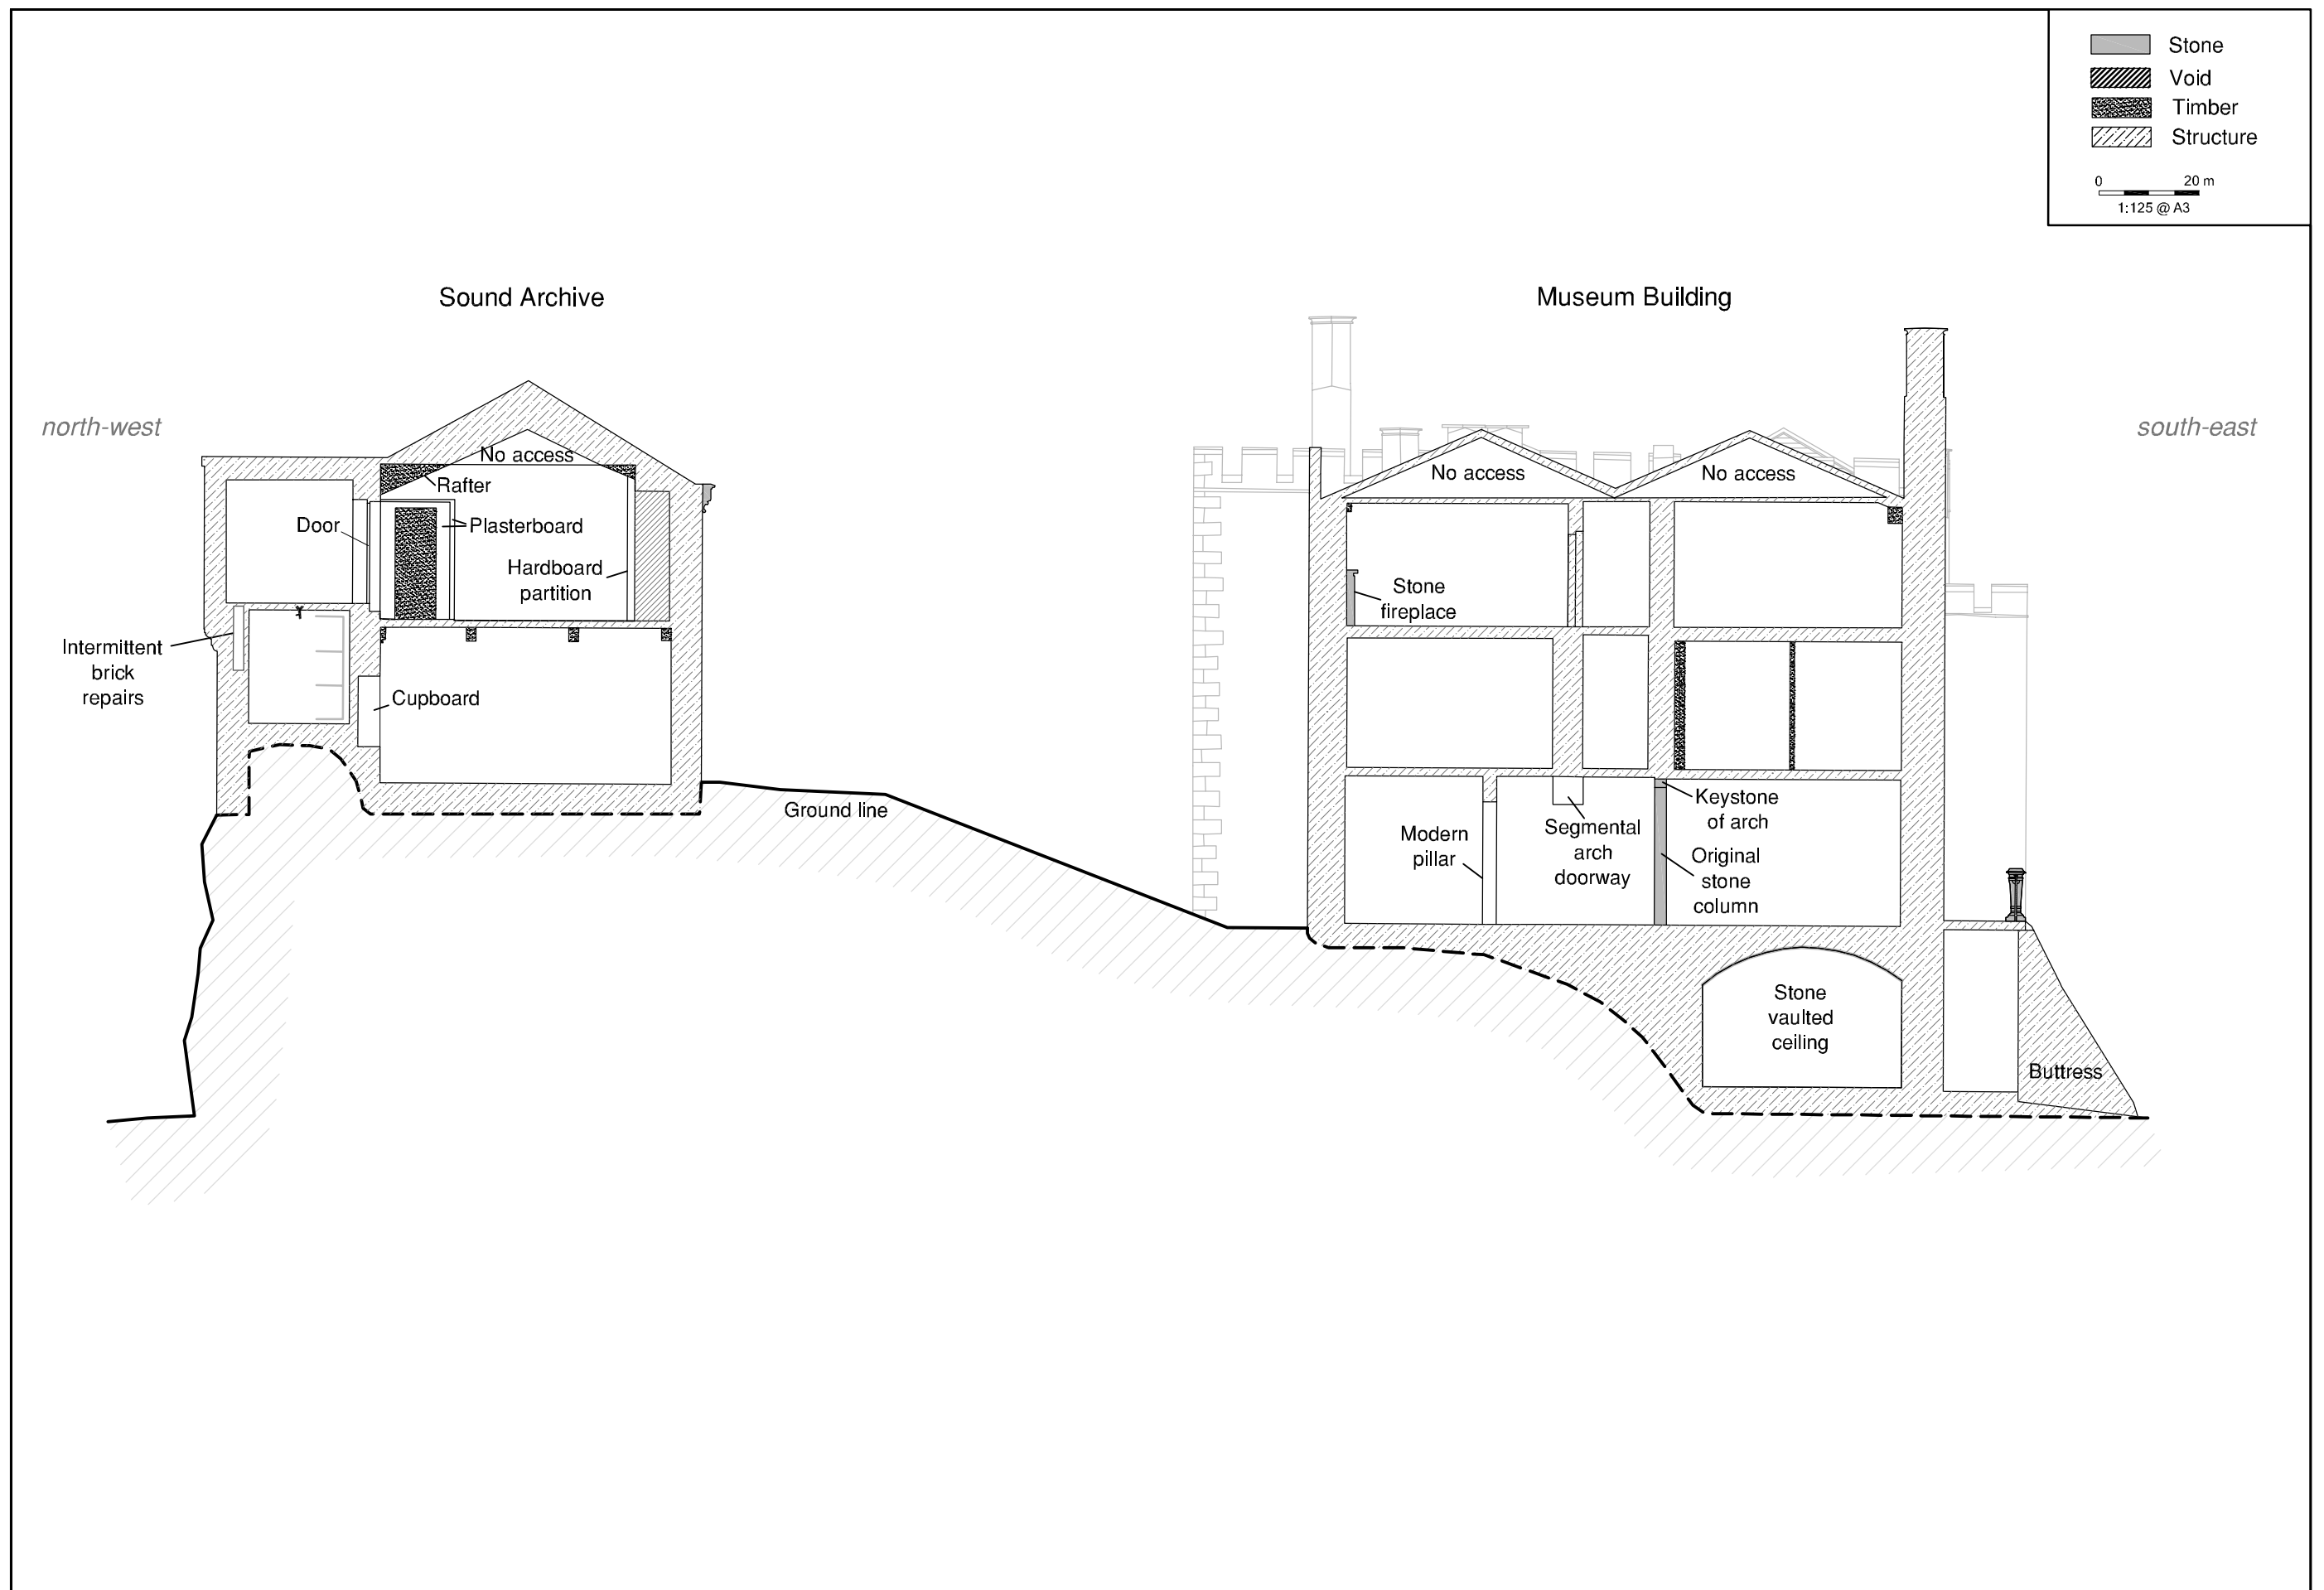 Stone
Void
Timber
Structure
0 20 m
1:125 @ A3
Sound Archive
Museum Building
north-west
south-east
No access
Rafter
Door
Plasterboard
Hardboard
partition
Intermittent
brick
repairs
Cupboard
Ground line
No access
No access
Stone
fireplace
Keystone
of arch
Modern
pillar
Segmental
arch
doorway
Original
stone
column
Stone
vaulted
ceiling
Buttress